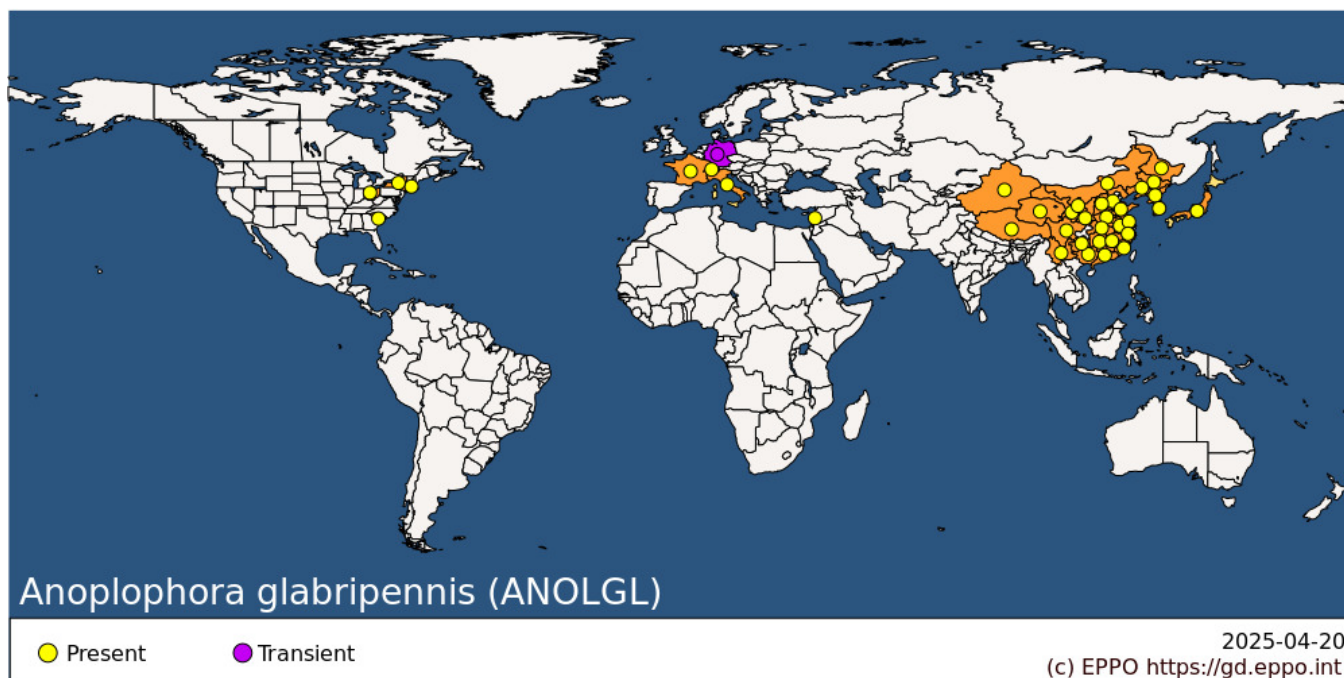 Anoplophora glabripennis (ANOLGL)
Present
Transient
2025-04-20
(c) EPPO https://gd.eppo.int